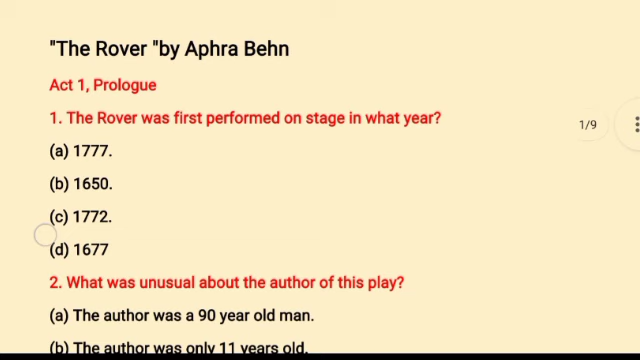 "The Rover "by Aphra Behn
Act 1, Prologue
1. The Rover was first performed on stage in what year?
1/9
(a) 1777.
(b) 1650.
(c) 1772.
(d) 1677
2. What was unusual about the author of this play?
(a) The author was a 90 year old man.
(b) The author was only 11 years old.